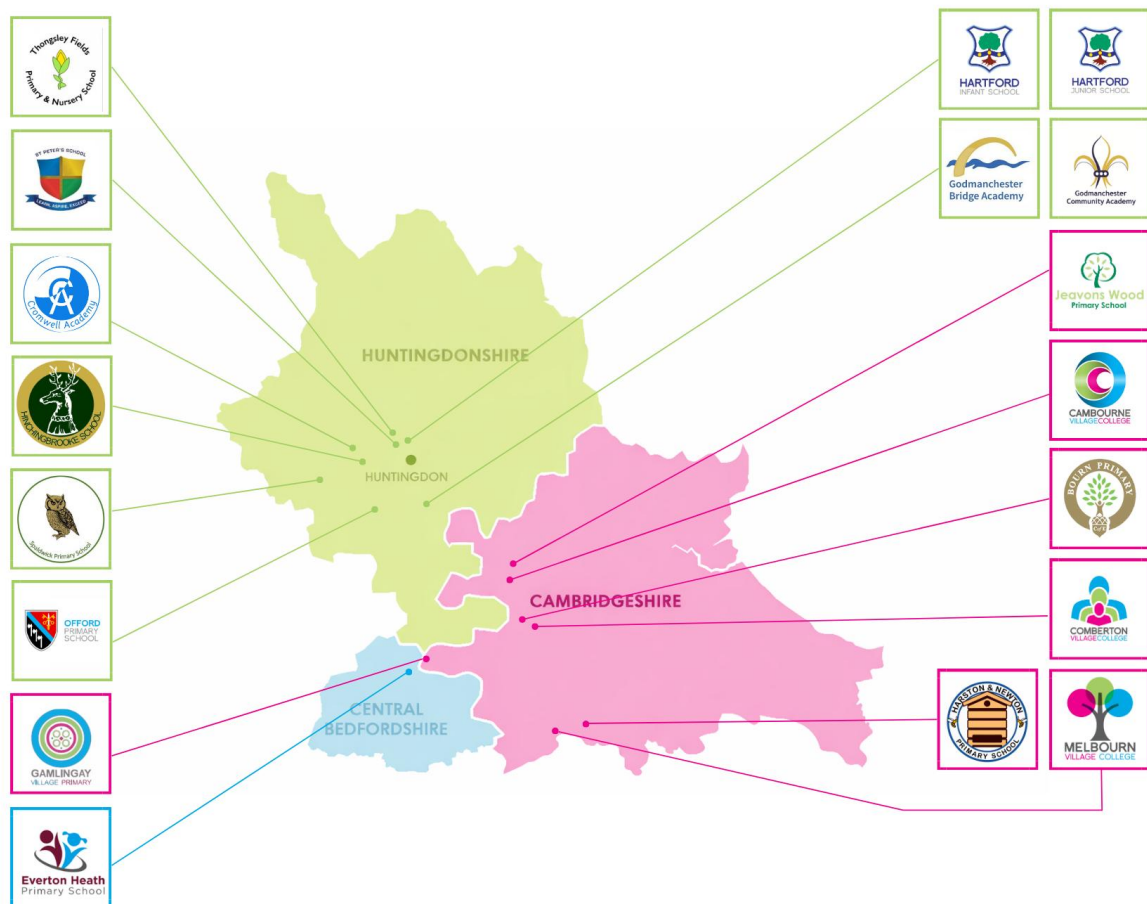 Thongsley Fields
Primary & Nursery School
ST PETER'S SCHOOL
LEARN, ASPIRE, EXCEED
Cromwell Academy
HINCHINGBROOKE SCHOOL
Spaldwick Primary School
OFFORD
PRIMARY
SCHOOL
GAMLINGAY
VILLAGE PRIMARY
Everton Heath
Primary School
HUNTINGDONSHIRE
HUNTINGDON
CAMBRIDGESHIRE
CENTRAL
BEDFORDSHIRE
HARTFORD
INFANT SCHOOL
HARTFORD
JUNIOR SCHOOL
Godmanchester
Bridge Academy
Godmanchester
Community Academy
Jeavons Wood
Primary School
CAMBOURNE
VILLAGE COLLEGE
BOURN PRIMARY
COMBERTON
VILLAGE COLLEGE
HARSTON & NEWTON
PRIMARY SCHOOL
MELBOURN
VILLAGE COLLEGE